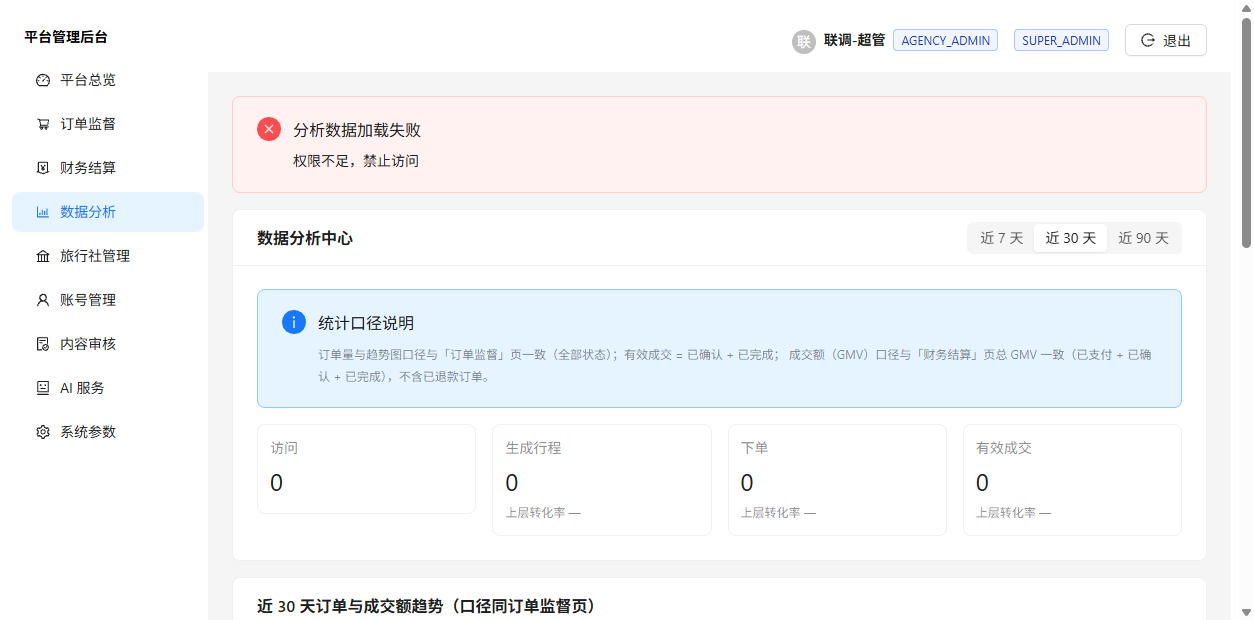 平台管理后台
联 联调-超管 AGENCY_ADMIN SUPER_ADMIN 退出
平台总览
订单监督
财务结算
数据分析
旅行社管理
账号管理
内容审核
AI 服务
系统参数
分析数据加载失败
权限不足，禁止访问
数据分析中心 近 7 天 近 30 天 近 90 天
统计口径说明
订单量与趋势图口径与「订单监督」页一致（全部状态）；有效成交 = 已确认 + 已完成； 成交额（GMV）口径与「财务结算」页总 GMV 一致（已支付 + 已确
认 + 已完成），不含已退款订单。
访问
0
生成行程
0
上层转化率 —
下单
0
上层转化率 —
有效成交
0
上层转化率 —
近 30 天订单与成交额趋势（口径同订单监督页）